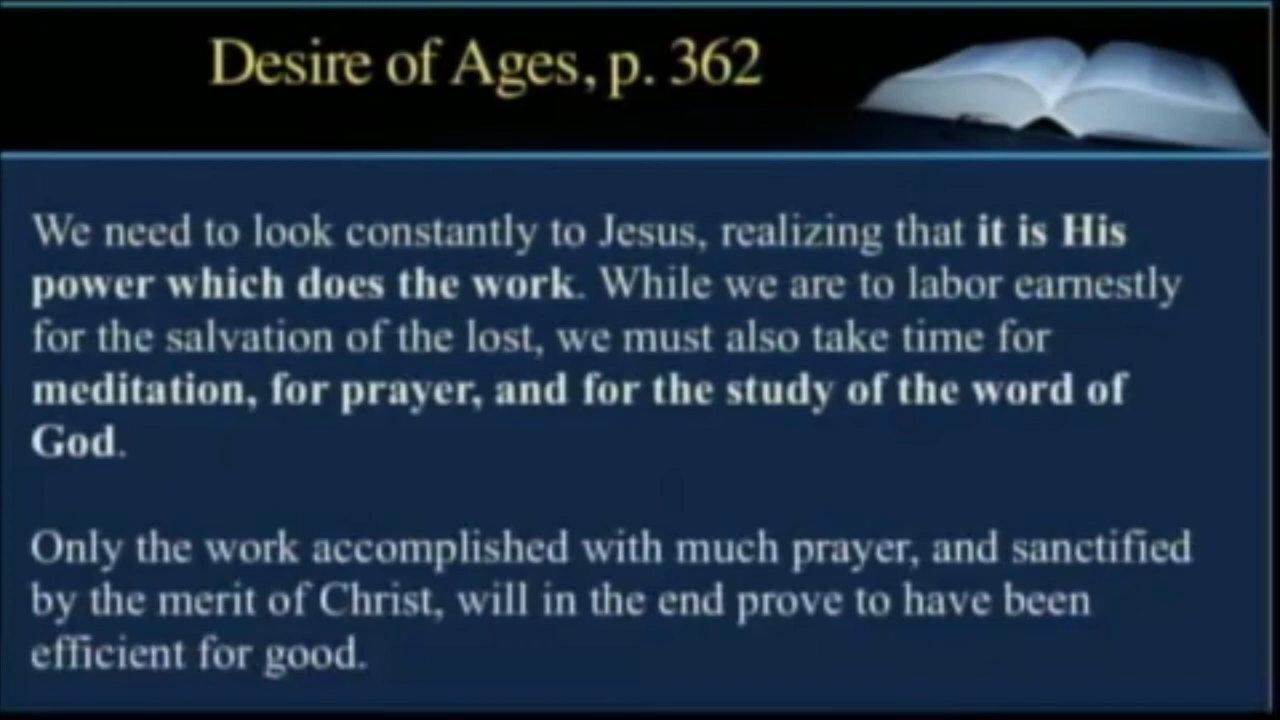 Desire of Ages, p. 362
We need to look constantly to Jesus, realizing that it is His
power which does the work. While we are to labor earnestly
for the salvation of the lost, we must also take time for
meditation, for prayer, and for the study of the word of
God.
Only the work accomplished with much prayer, and sanctified
by the merit of Christ, will in the end prove to have been
efficient for good.